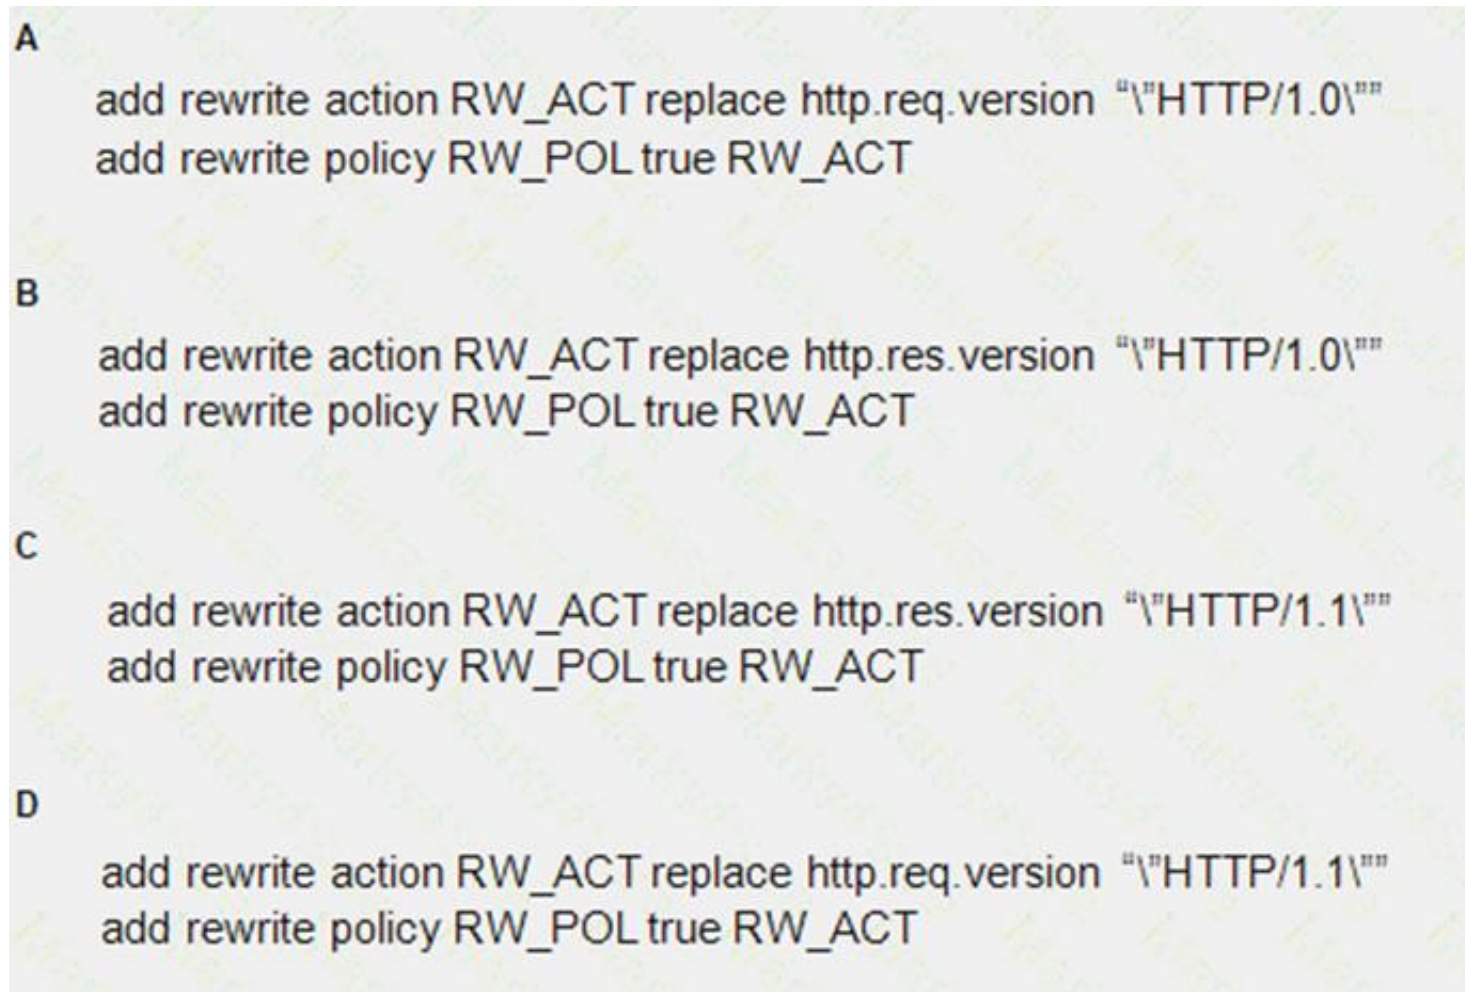 A
add rewrite action RW_ACT replace http.req.version “\”HTTP/1.0\””
add rewrite policy RW_POL true RW_ACT
B
add rewrite action RW_ACT replace http.res.version “\”HTTP/1.0\””
add rewrite policy RW_POL true RW_ACT
C
add rewrite action RW_ACT replace http.res.version “\”HTTP/1.1\””
add rewrite policy RW_POL true RW_ACT
D
add rewrite action RW_ACT replace http.req.version “\”HTTP/1.1\””
add rewrite policy RW_POL true RW_ACT